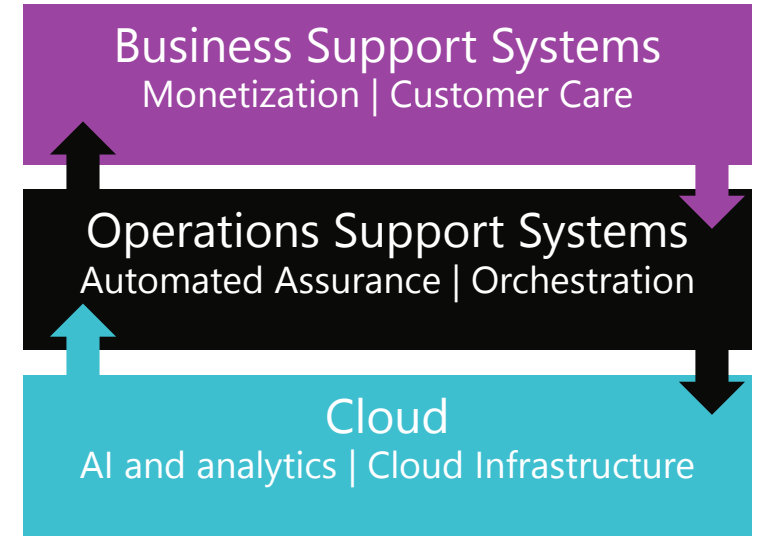 Business Support Systems
Monetization | Customer Care
Operations Support Systems
Automated Assurance | Orchestration
Cloud
AI and analytics | Cloud Infrastructure